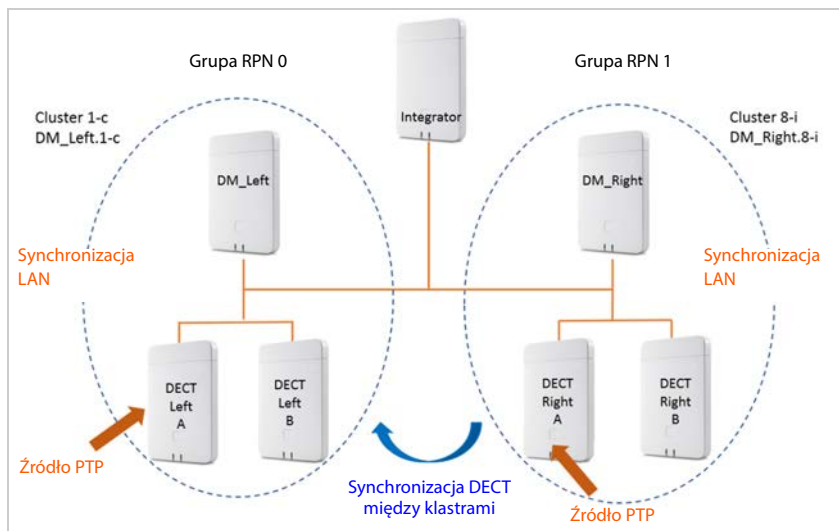 Grupa RPN 0
Grupa RPN 1
Cluster 1-c
DM_Left.1-c
Integrator
Cluster 8-i
DM_Right.8-i
DM_Left
DM_Right
Synchronizacja
LAN
Synchronizacja
LAN
DECT
Left
A
DECT
Left
B
DECT
Right
A
DECT
Right
B
Źródło PTP
Synchronizacja DECT
między klastrami
Źródło PTP